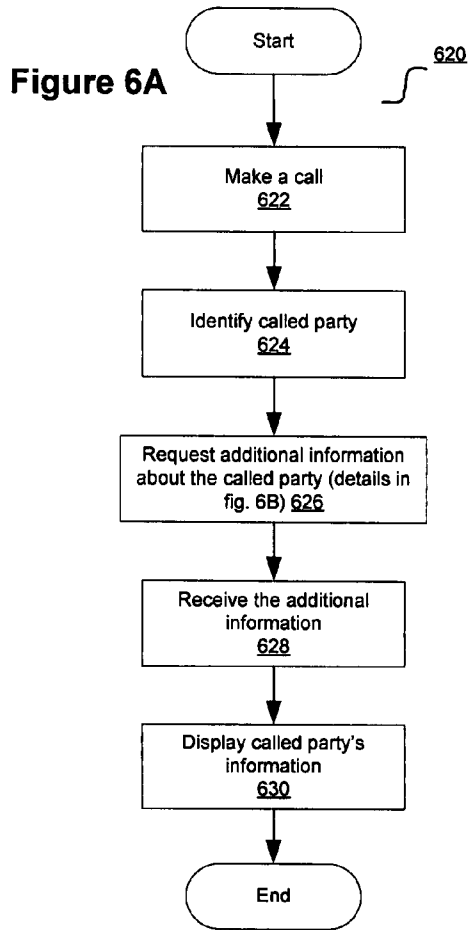 Start
Figure 6A
620
Make a call
622
Identify called party
624
Request additional information
about the called party (details in
fig. 6B) 626
Receive the additional
information
628
Display called party's
information
630
End